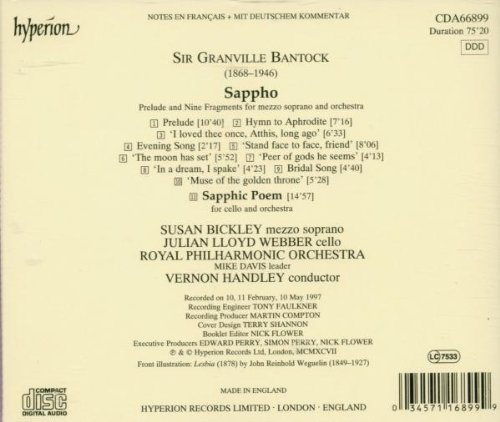 NOTES EN FRANÇAIS + MIT DEUTSCHEM KOMMENTAR
hyperion
CDA66899
Duration 75'20
DDD
SIR GRANVILLE BANTOCK
(1868–1946)
Sappho
Prelude and Nine Fragments for mezzo soprano and orchestra
1 Prelude [10'40] 2 Hymn to Aphrodite [7'16]
3 'I loved thee once, Atthis, long ago' [6'33]
4 Evening Song [2'17] 5 'Stand face to face, friend' [8'06]
6 'The moon has set' [5'52] 7 'Peer of gods he seems' [4'13]
8 'In a dream, I spake' [4'23] 9 Bridal Song [4'40]
10 'Muse of the golden throne' [5'28]
11 Sapphic Poem [14'57]
for cello and orchestra
SUSAN BICKLEY mezzo soprano
JULIAN LLOYD WEBBER cello
ROYAL PHILHARMONIC ORCHESTRA
MIKE DAVIS leader
VERNON HANDLEY conductor
Recorded on 10, 11 February, 10 May 1997
Recording Engineer TONY FAULKNER
Recording Producer MARTIN COMPTON
Cover Design TERRY SHANNON
Booklet Editor NICK FLOWER
Executive Producers EDWARD PERRY, SIMON PERRY, NICK FLOWER
℗ & © Hyperion Records Ltd, London, MCMXCVII
Front illustration: Lesbia (1878) by John Reinhold Weguelin (1849–1927)
LC 7533
COMPACT
disc
DIGITAL AUDIO
MADE IN ENGLAND
HYPERION RECORDS LIMITED · LONDON · ENGLAND
0 34571 16899 9